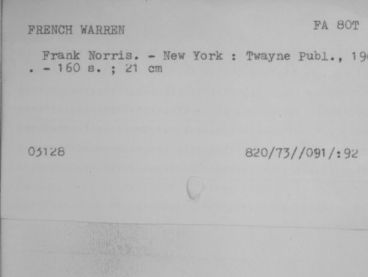 FRENCH WARREN FA 80T
Frank Norris. - New York : Twayne Publ., 19
. - 160 s. ; 21 cm
05128 820/73//091/:92